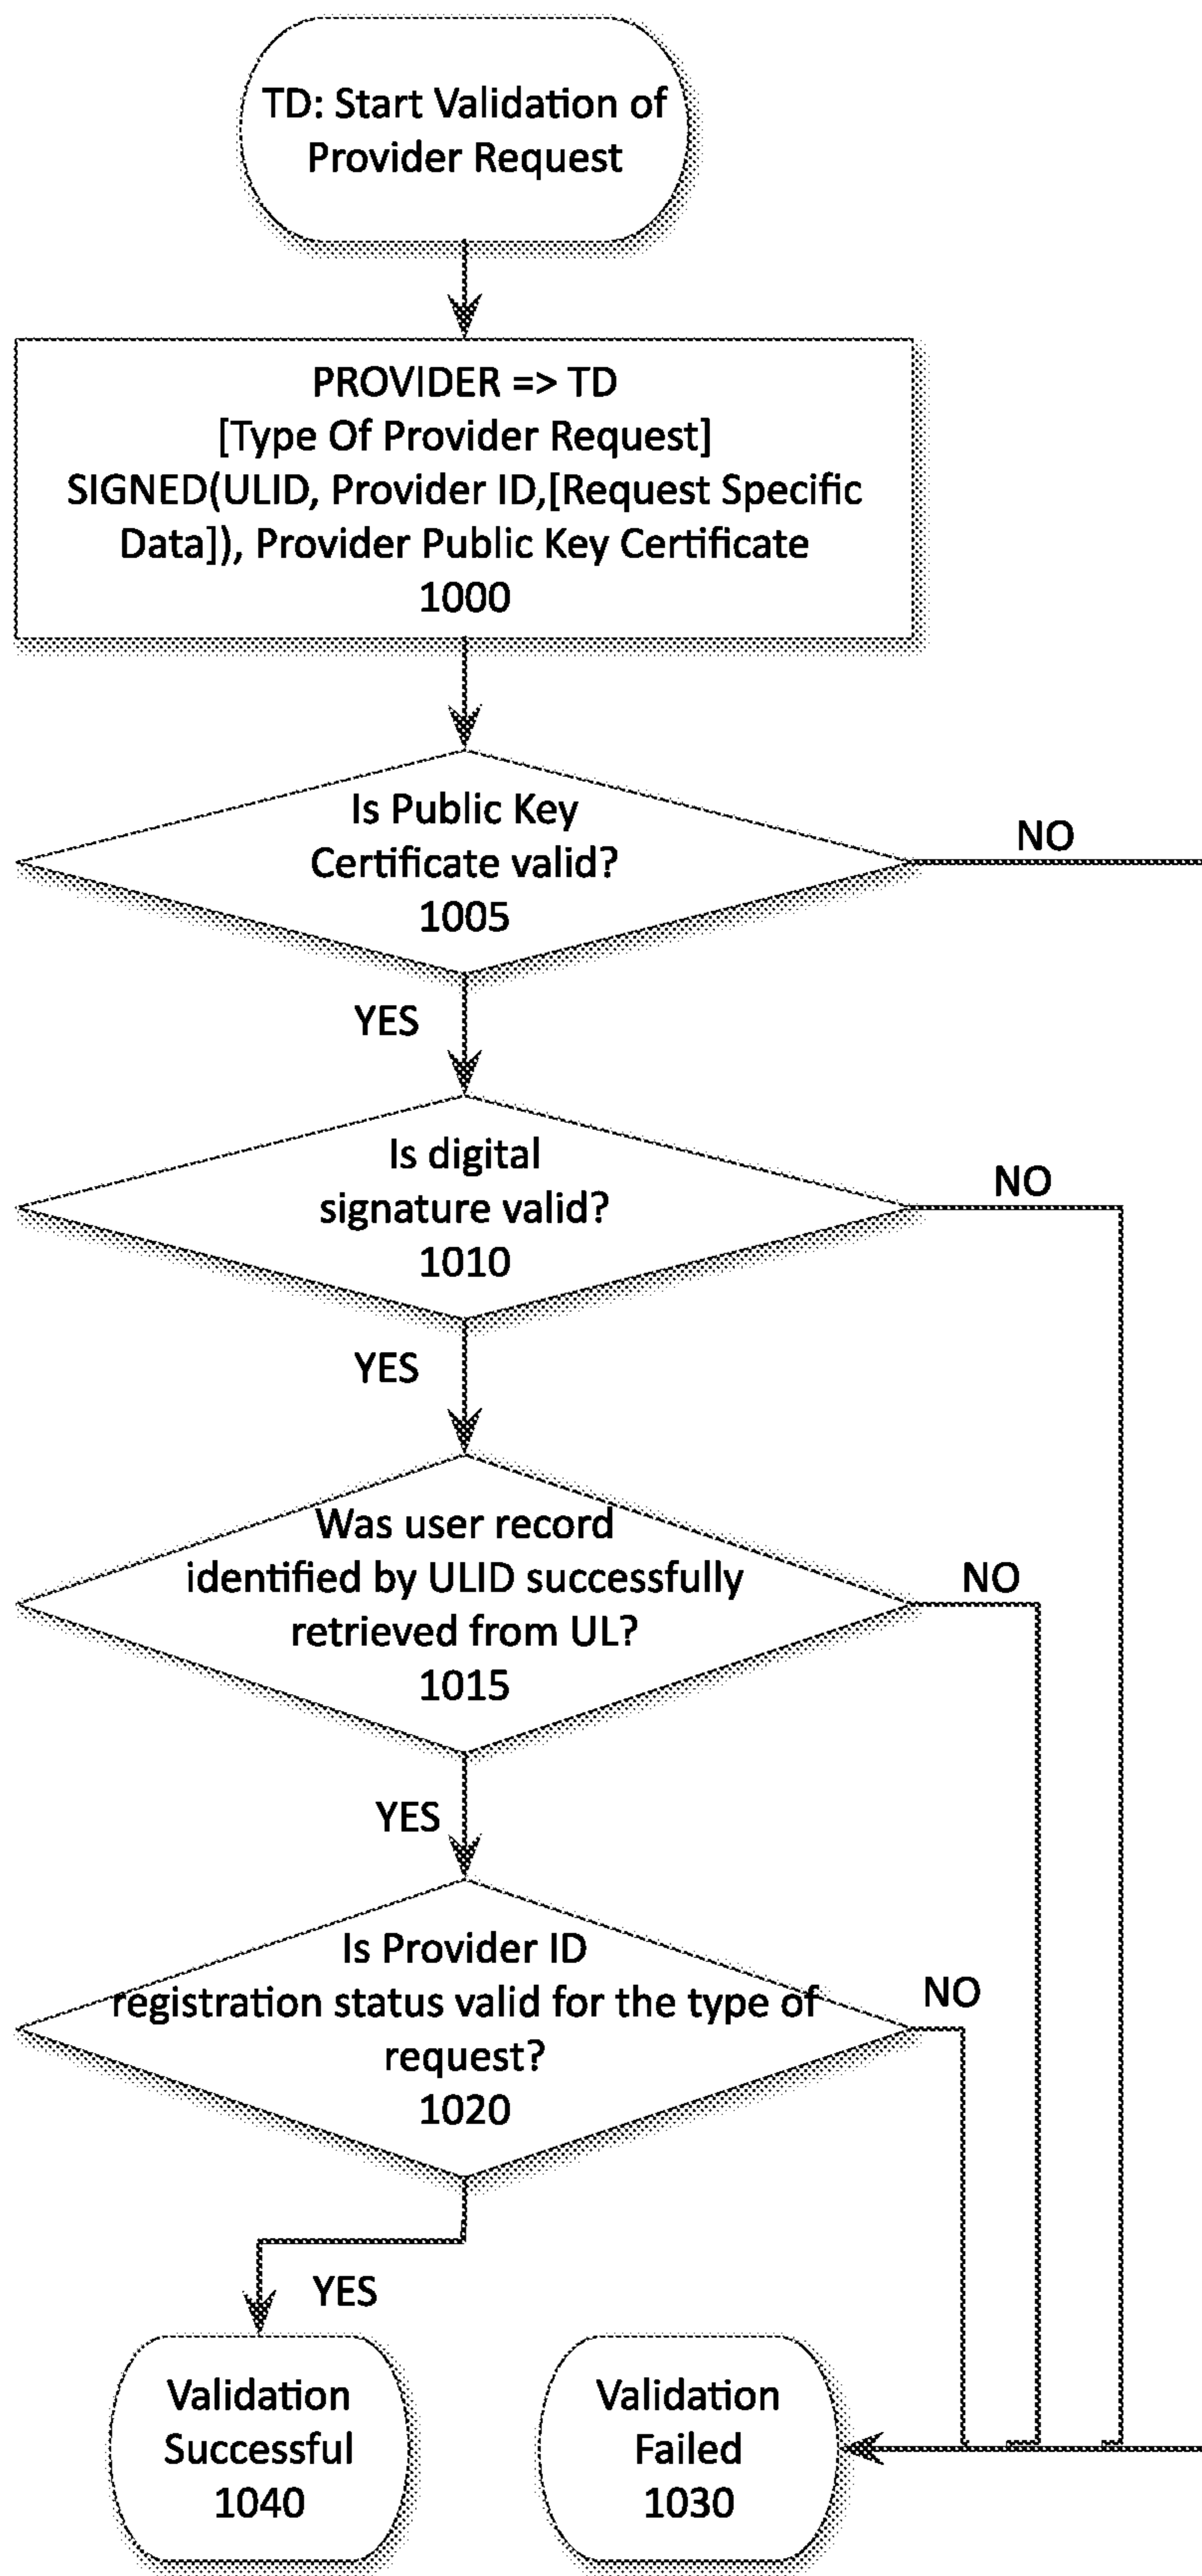 TD: Start Validation of
Provider Request
PROVIDER => TD
[Type Of Provider Request]
SIGNED(ULID, Provider ID,[Request Specific
Data]), Provider Public Key Certificate
1000
Is Public Key
Certificate valid?
1005
NO
YES
Is digital
signature valid?
1010
NO
YES
Was user record
identified by ULID successfully
retrieved from UL?
1015
NO
YES
Is Provider ID
registration status valid for the type of
request?
1020
NO
YES
Validation
Successful
1040
Validation
Failed
1030